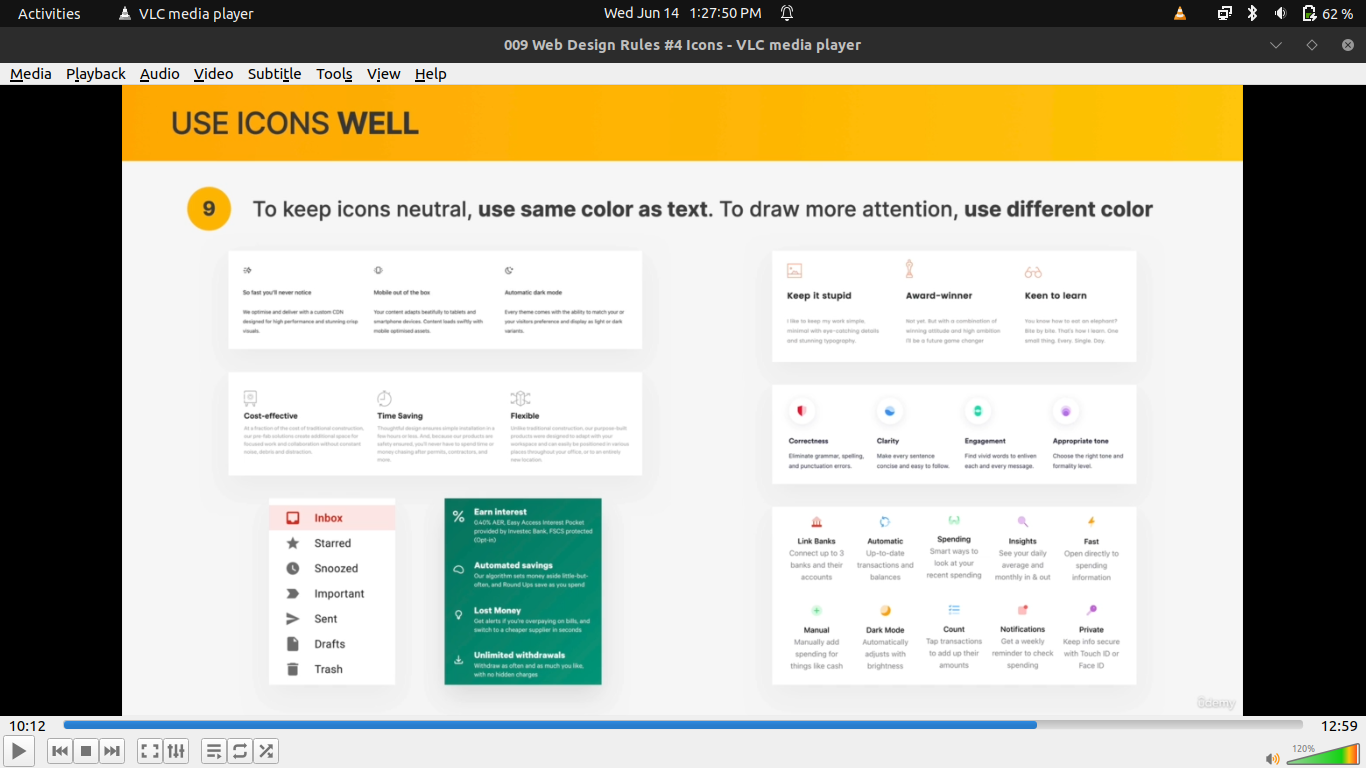 Activities VLC media player Wed Jun 14 1:27:50 PM 62 %
009 Web Design Rules #4 Icons - VLC media player
Media Playback Audio Video Subtitle Tools View Help
USE ICONS WELL
9 To keep icons neutral, use same color as text. To draw more attention, use different color
So fast you'll never notice
We optimise and deliver with a custom CDN
designed for high performance and stunning crisp
visuals.
Mobile out of the box
Your content adapts beatifully to tablets and
smartphone devices. Content loads swiftly with
mobile optimised assets.
Automatic dark mode
Every theme comes with the ability to match your or
your visitors preference and display as light or dark
variants.
Cost-effective
At a fraction of the cost of traditional construction,
our pre-fab solutions create additional space for
focused work and collaboration without constant
noise, debris and distraction.
Time Saving
Thoughtful design ensures simple installation in a
few hours or less. And, because our products are
safely ensured, you'll never have to spend time or
money chasing after permits, contractors, and
more.
Flexible
Unlike traditional construction, our purpose-built
products were designed to adapt with your
workspace and can easily be positioned in various
places throughout your office, or to an entirely
new location.
Inbox
Starred
Snoozed
Important
Sent
Drafts
Trash
Earn interest
0.40% AER, Easy Access Interest Pocket
provided by Investec Bank, FSCS protected
(Opt-in)
Automated savings
Our algorithm sets money aside little-but-
often, and Round Ups save as you spend
Lost Money
Get alerts if you're overpaying on bills, and
switch to a cheaper supplier in seconds
Unlimited withdrawals
Withdraw as often and as much you like,
with no hidden charges
Keep it stupid
I like to keep my work simple,
minimal with eye-catching details
and stunning typography.
Award-winner
Not yet. But with a combination of
winning attitude and high ambition
I'll be a future game changer
Keen to learn
You know how to eat an elephant?
Bite by bite. That's how I learn. One
small thing. Every. Single. Day.
Correctness
Eliminate grammar, spelling,
and punctuation errors.
Clarity
Make every sentence
concise and easy to follow.
Engagement
Find vivid words to enliven
each and every message.
Appropriate tone
Choose the right tone and
formality level.
Link Banks
Connect up to 3
banks and their
accounts
Automatic
Up-to-date
transactions and
balances
Spending
Smart ways to
look at your
recent spending
Insights
See your daily
average and
monthly in & out
Fast
Open directly to
spending
information
Manual
Manually add
spending for
things like cash
Dark Mode
Automatically
adjusts with
brightness
Count
Tap transactions
to add up their
amounts
Notifications
Get a weekly
reminder to check
spending
Private
Keep info secure
with Touch ID or
Face ID
ûdemy
10:12 12:59
120%